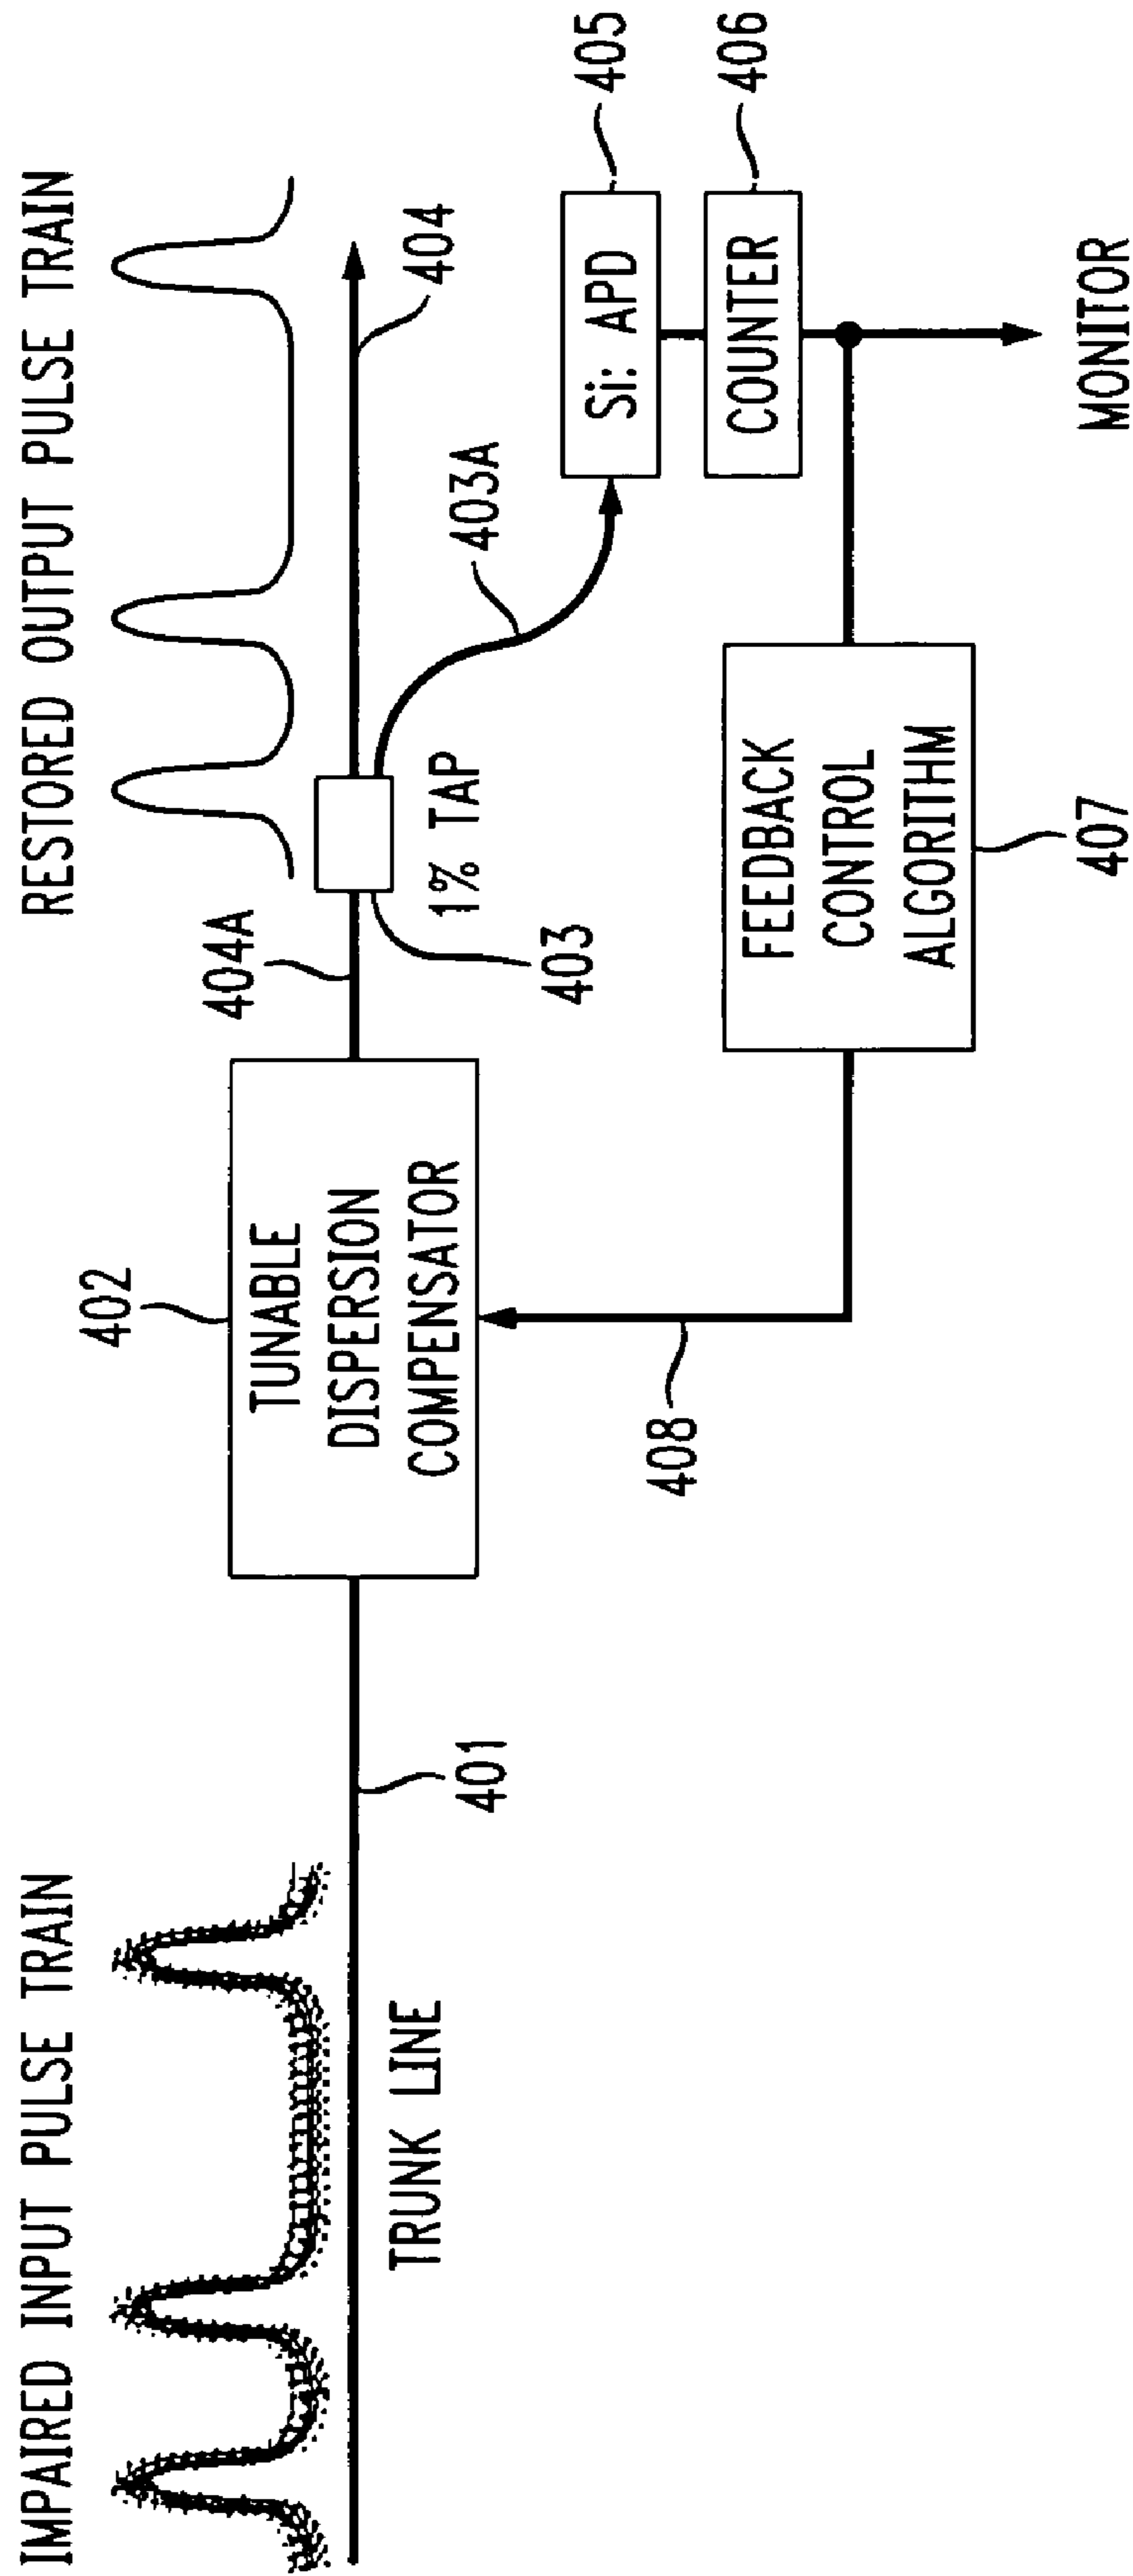 IMPAIRED INPUT PULSE TRAIN
RESTORED OUTPUT PULSE TRAIN
TRUNK LINE
401
402
TUNABLE
DISPERSION
COMPENSATOR
404A
403
1% TAP
403A
404
405
Si: APD
406
COUNTER
MONITOR
FEEDBACK
CONTROL
ALGORITHM
407
408